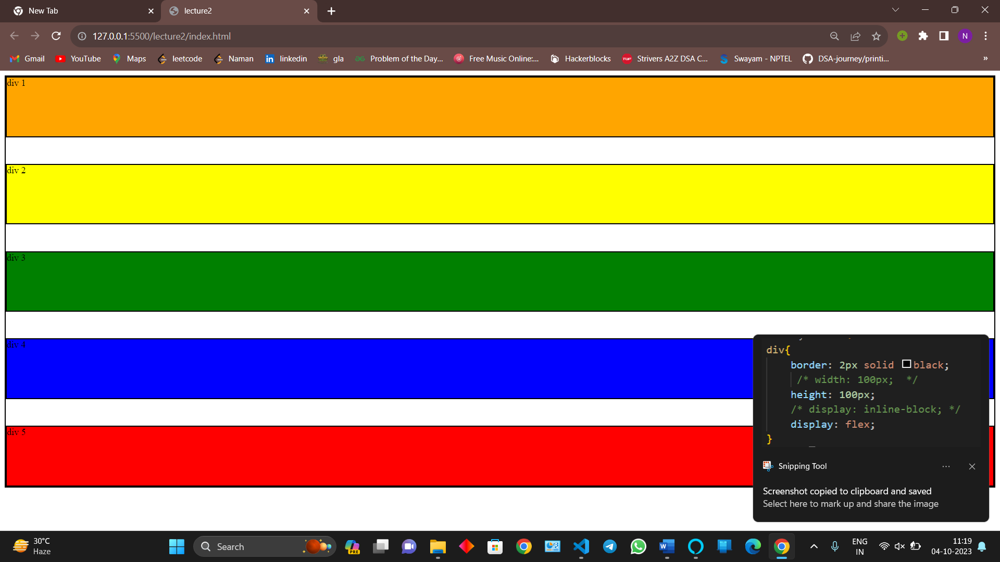 New Tab
lecture2
127.0.0.1:5500/lecture2/index.html
N
Gmail YouTube Maps leetcode Naman linkedin gla Problem of the Day... Free Music Online:... Hackerblocks Strivers A2Z DSA C... Swayam - NPTEL DSA-journey/printi... »
div 1
div 2
div 3
div 4
div 5
div{
border: 2px solid black;
/* width: 100px;  */
height: 100px;
/* display: inline-block; */
display: flex;
}
Snipping Tool
Screenshot copied to clipboard and saved
Select here to mark up and share the image
30°C
Haze
Search
PRE
ENG
IN
11:19
04-10-2023